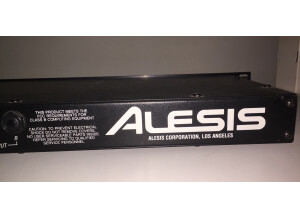 THIS PRODUCT MEETS THE
FCC REQUIREMENTS FOR
CLASS B COMPUTING EQUIPMENT
CAUTION: TO PREVENT ELECTRICAL
SHOCK DO NOT REMOVE COVERS.
NO USER SERVICEABLE PARTS INSIDE.
REFER SERVICING TO QUALIFIED
SERVICE PERSONNEL.
ALESIS
ALESIS CORPORATION, LOS ANGELES